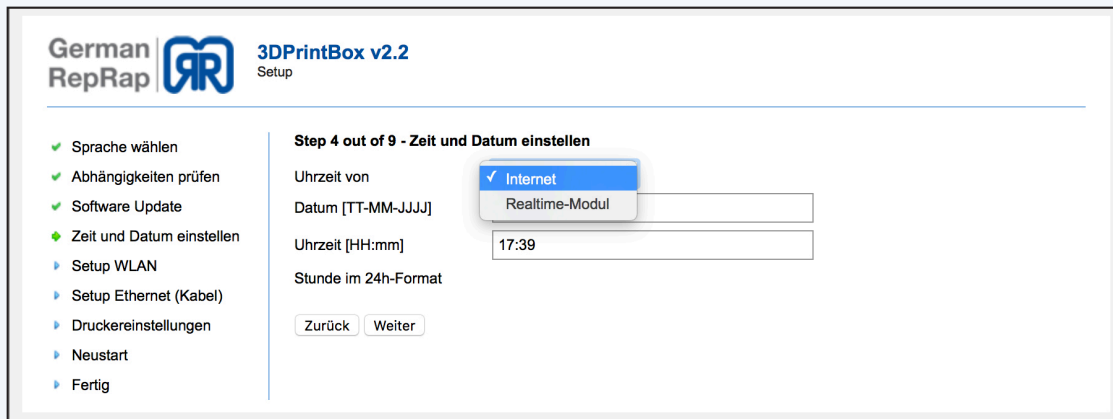 German
RepRap
3DPrintBox v2.2
Setup
Sprache wählen
Abhängigkeiten prüfen
Software Update
Zeit und Datum einstellen
Setup WLAN
Setup Ethernet (Kabel)
Druckereinstellungen
Neustart
Fertig
Step 4 out of 9 - Zeit und Datum einstellen
Uhrzeit von
✓ Internet
Realtime-Modul
Datum [TT-MM-JJJJ]
Uhrzeit [HH:mm] 17:39
Stunde im 24h-Format
Zurück Weiter